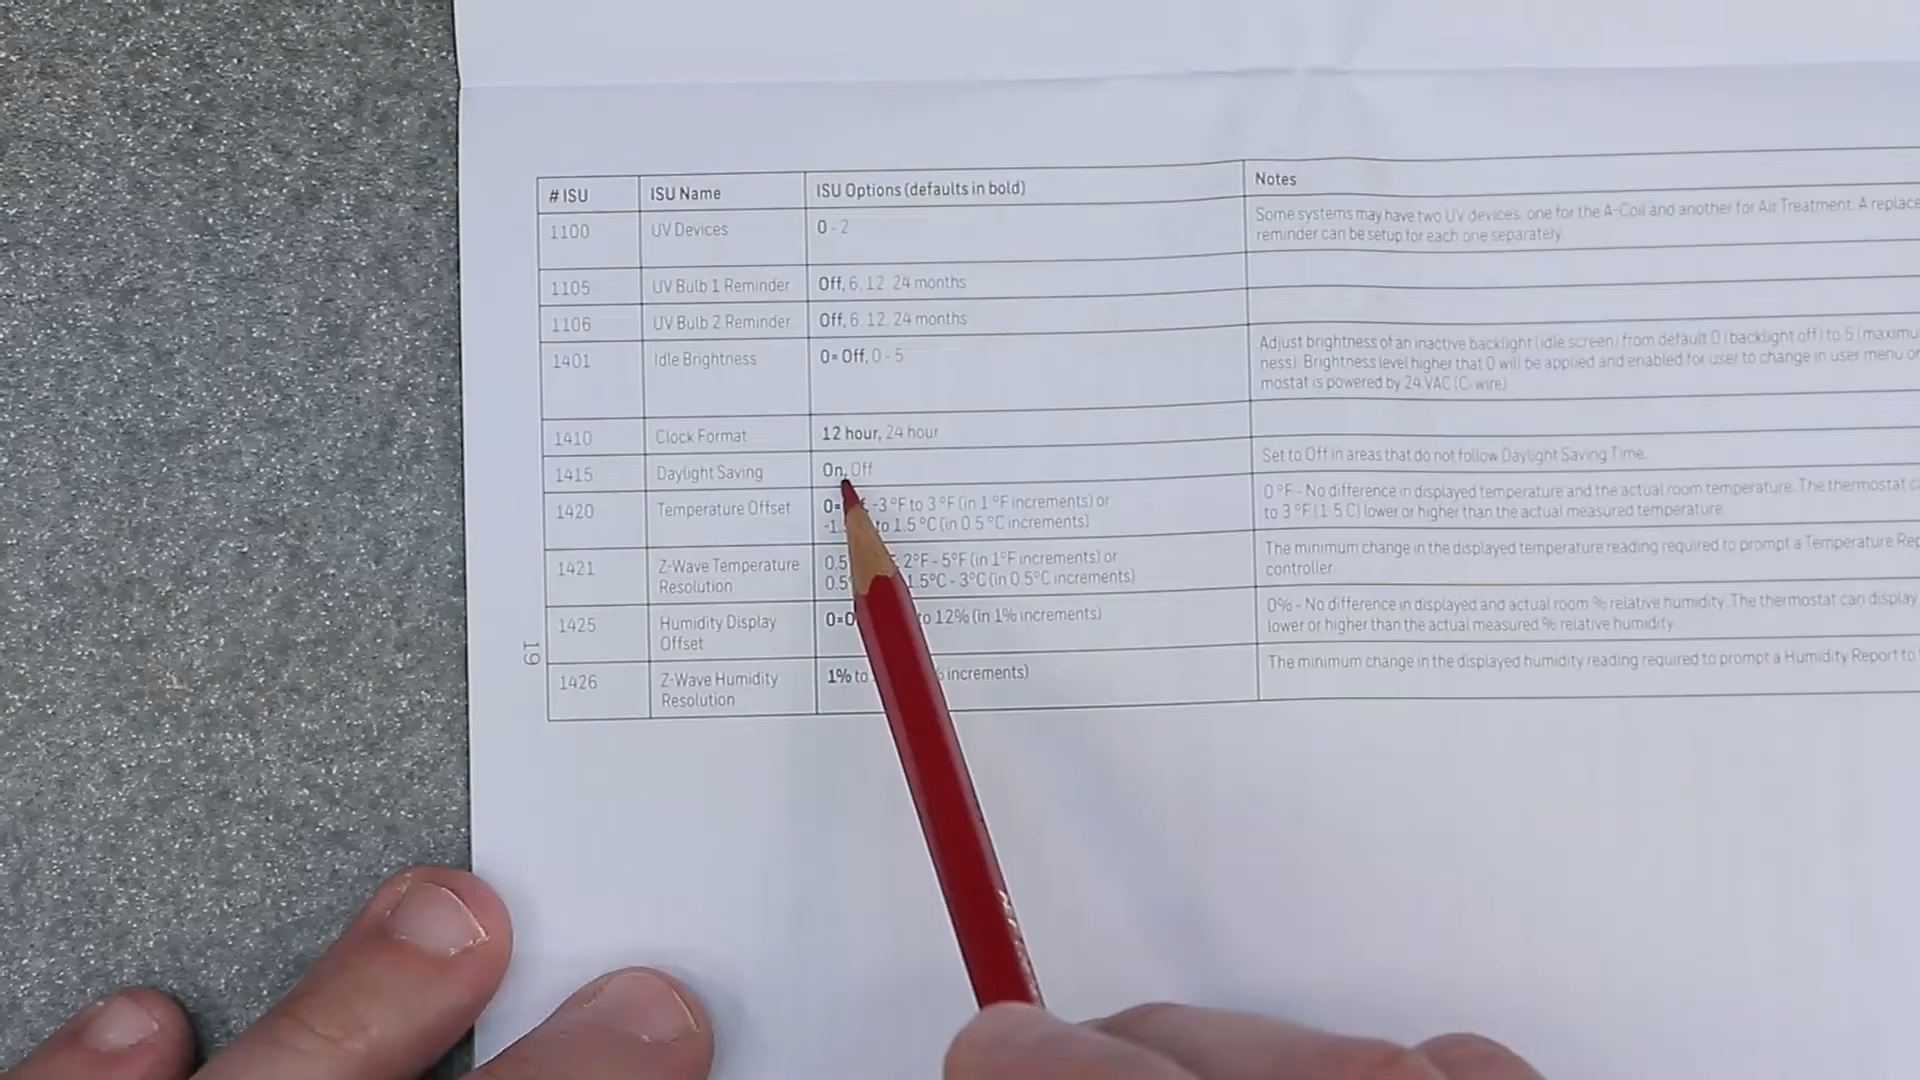 # ISU ISU Name ISU Options (defaults in bold) Notes
1100 UV Devices 0 - 2 Some systems may have two UV devices, one for the A-Coil and another for Air Treatment. A
reminder can be setup for each one separately.
1105 UV Bulb 1 Reminder Off, 6, 12, 24 months
1106 UV Bulb 2 Reminder Off, 6, 12, 24 months
1401 Idle Brightness 0= Off, 0 - 5 Adjust brightness of an inactive backlight (idle screen) from default 0 (backlight off) to 5
ness). Brightness level higher that 0 will be applied and enabled for user to change in user menu
mostat is powered by 24 VAC (C-wire)
1410 Clock Format 12 hour, 24 hour
1415 Daylight Saving On, Off Set to Off in areas that do not follow Daylight Saving Time.
1420 Temperature Offset -3 °F to 3 °F (in 1 °F increments) or
to 1.5 °C (in 0.5 °C increments)
0 °F - No difference in displayed temperature and the actual room temperature. The thermostat
to 3 °F (1.5 C) lower or higher than the actual measured temperature.
1421 Z-Wave Temperature
Resolution
2°F - 5°F (in 1°F increments) or
1.5°C - 3°C (in 0.5°C increments)
The minimum change in the displayed temperature reading required to prompt a Temperature
controller.
1425 Humidity Display
Offset
to 12% (in 1% increments)
0% - No difference in displayed and actual room % relative humidity. The thermostat can display
lower or higher than the actual measured % relative humidity.
1426 Z-Wave Humidity
Resolution
1% to increments)
The minimum change in the displayed humidity reading required to prompt a Humidity Report to
19